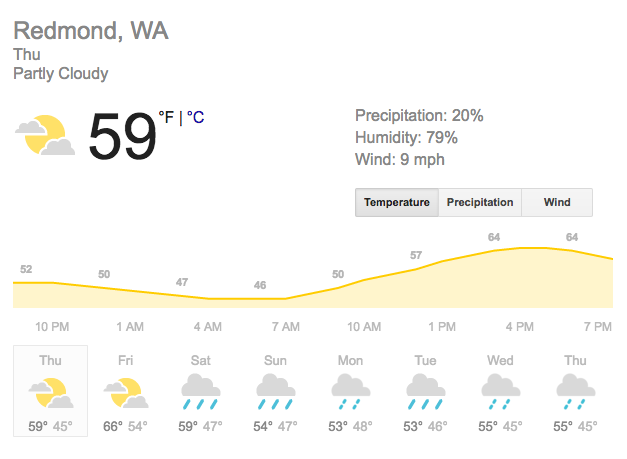 Redmond, WA
Thu
Partly Cloudy
59 °F | °C
Precipitation: 20%
Humidity: 79%
Wind: 9 mph
Temperature Precipitation Wind
52 50 47 46 50 57 64 64
10 PM 1 AM 4 AM 7 AM 10 AM 1 PM 4 PM 7 PM
Thu Fri Sat Sun Mon Tue Wed Thu
59° 45° 66° 54° 59° 47° 54° 47° 53° 48° 53° 46° 55° 45° 55° 45°